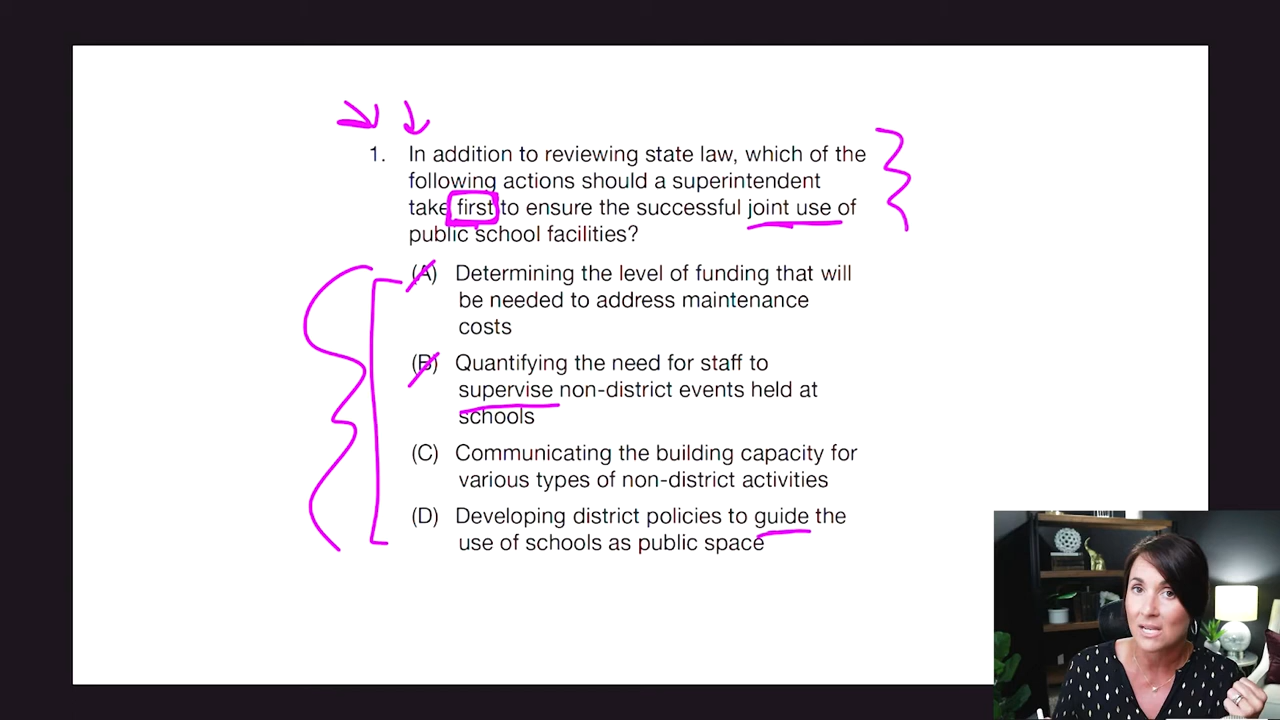 1. In addition to reviewing state law, which of the
following actions should a superintendent
take first to ensure the successful joint use of
public school facilities?
(A) Determining the level of funding that will
be needed to address maintenance
costs
(B) Quantifying the need for staff to
supervise non-district events held at
schools
(C) Communicating the building capacity for
various types of non-district activities
(D) Developing district policies to guide the
use of schools as public space